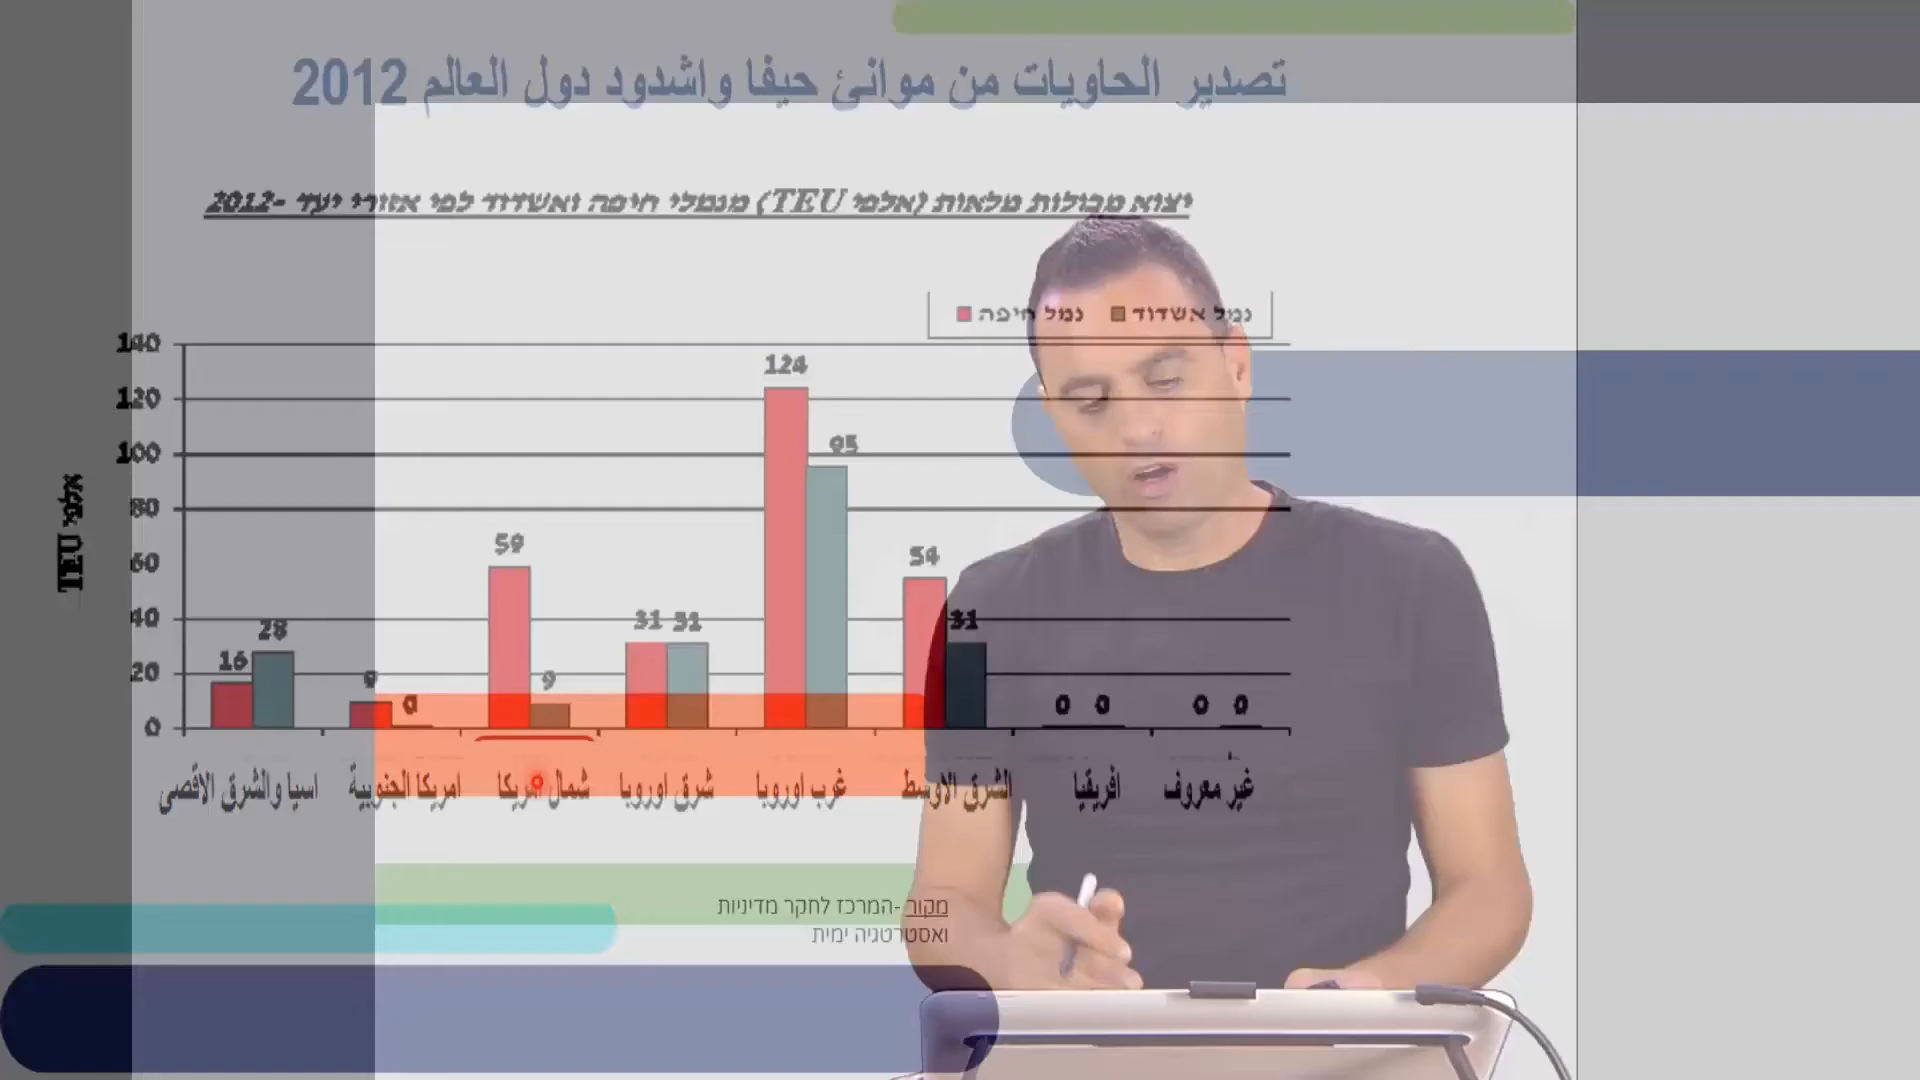 تصدير الحاويات من موانئ حيفا واشدود دول العالم 2012
יצוא מכולות מלאות (אלפי TEU) מנמלי חיפה ואשדוד לפי אזורי יעד -2012
נמל חיפה נמל אשדוד
140
120
100
80
60
40
20
0
אלפי TEU
16 28
9 0
59 9
31 31
124 95
54 31
0 0
0 0
اسيا والشرق الاقصى امريكا الجنوبية شمال امريكا شرق اوروبا غرب اوروبا الشرق الاوسط افريقيا غير معروف
מקור -המרכז לחקר מדיניות
ואסטרטגיה ימית